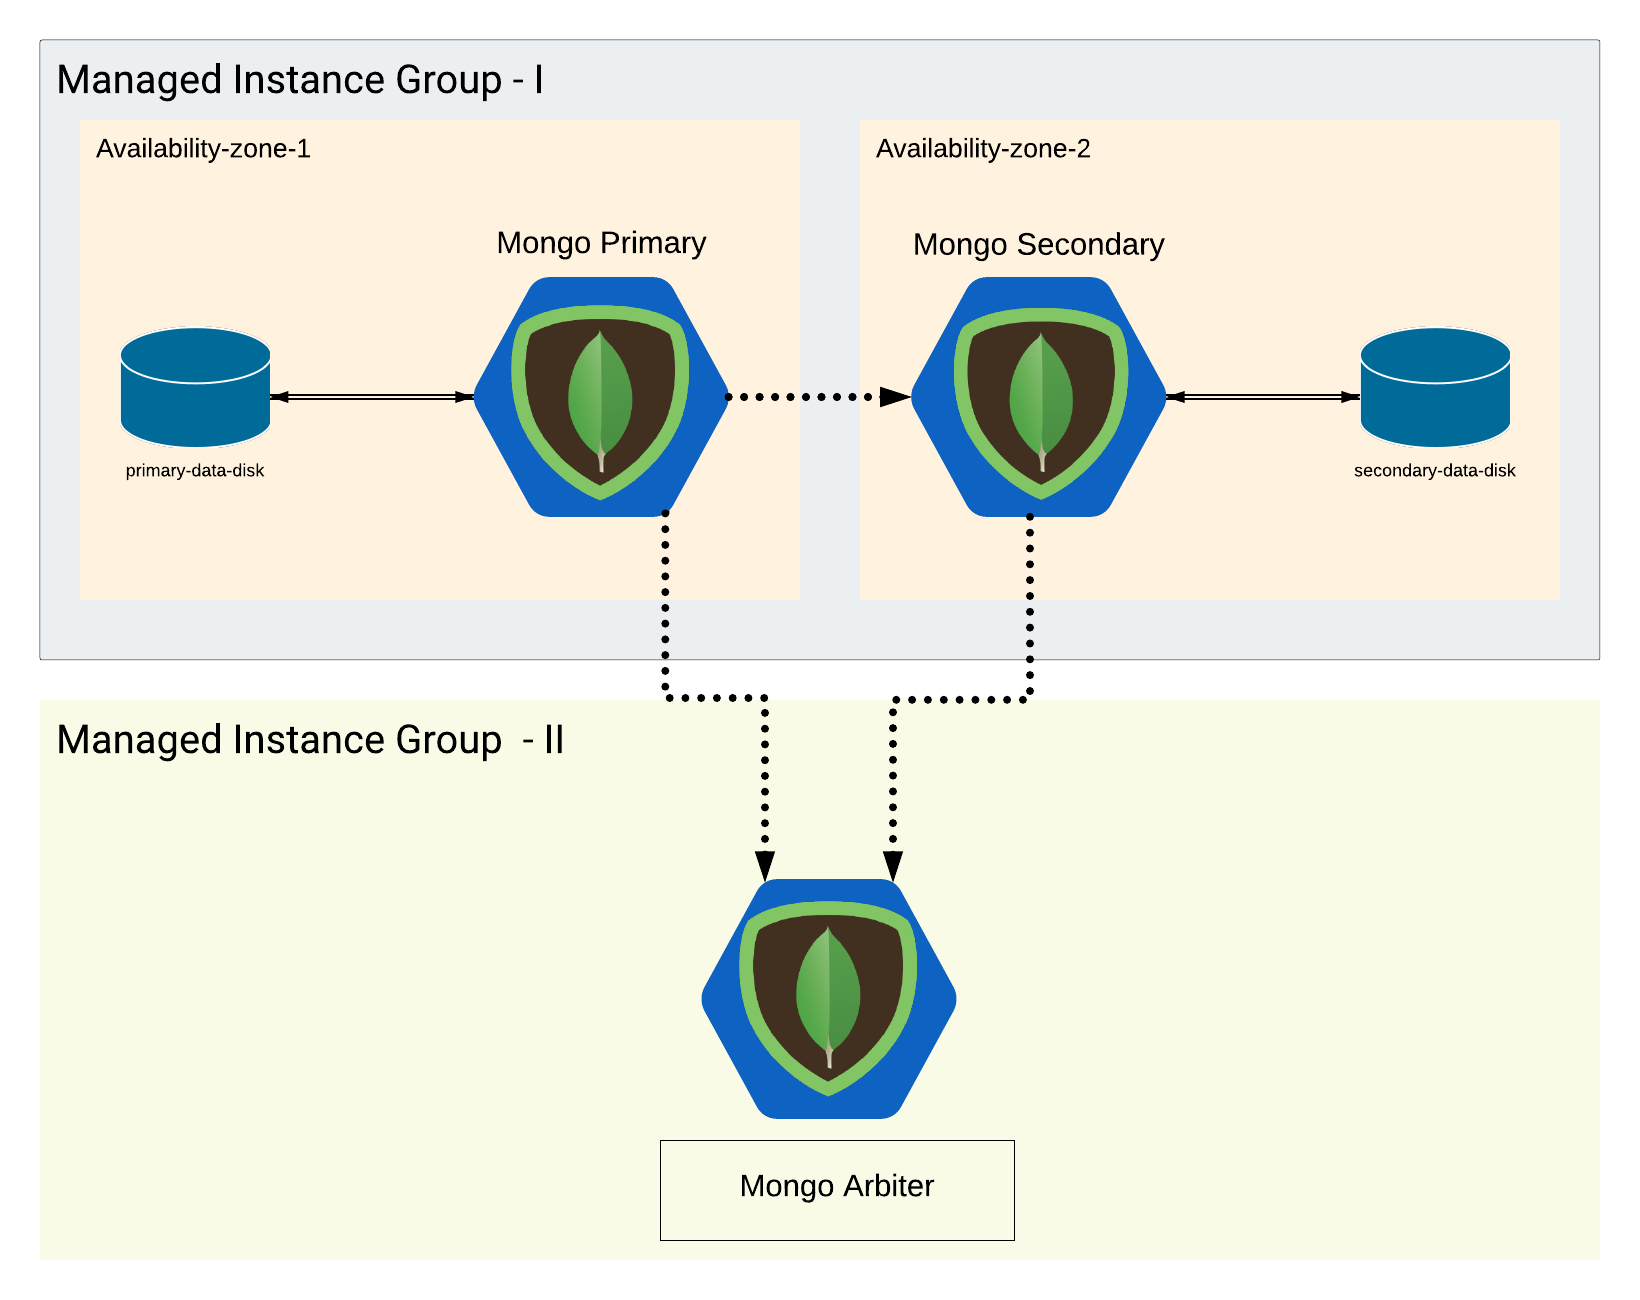 Managed Instance Group - I
Availability-zone-1
Availability-zone-2
Mongo Primary
Mongo Secondary
primary-data-disk
secondary-data-disk
Managed Instance Group - II
Mongo Arbiter